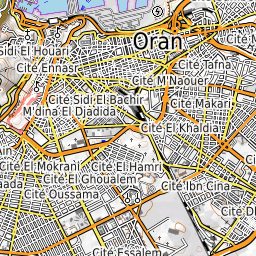 Oran
Sidi El Houari
Cité Tafna
Cité Ennasr
Cité M'Naouer
Cité Sidi El Bachir
Cité Makari
M'dina El Djadida
Cité El Khaldia
Cité El Mokrani
Cité El Hamri
Cité El Ghoualem
Cité Ibn Cina
Cité Oussama
Cité
Essalem